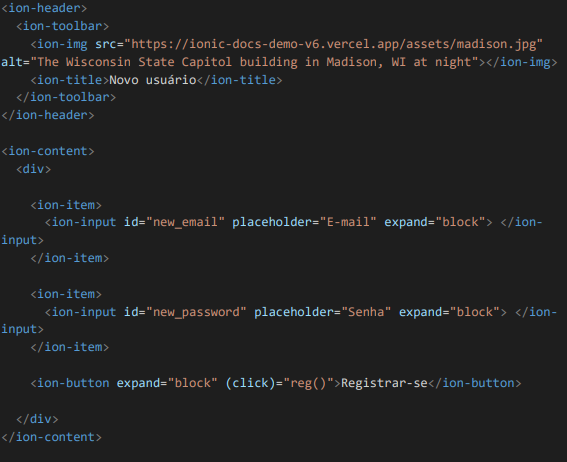 <ion-header>
<ion-toolbar>
<ion-img src="https://ionic-docs-demo-v6.vercel.app/assets/madison.jpg"
alt="The Wisconsin State Capitol building in Madison, WI at night"></ion-img>
<ion-title>Novo usuário</ion-title>
</ion-toolbar>
</ion-header>
<ion-content>
<div>
<ion-item>
<ion-input id="new_email" placeholder="E-mail" expand="block"> </ion-
input>
</ion-item>
<ion-item>
<ion-input id="new_password" placeholder="Senha" expand="block"> </ion-
input>
</ion-item>
<ion-button expand="block" (click)="reg()">Registrar-se</ion-button>
</div>
</ion-content>